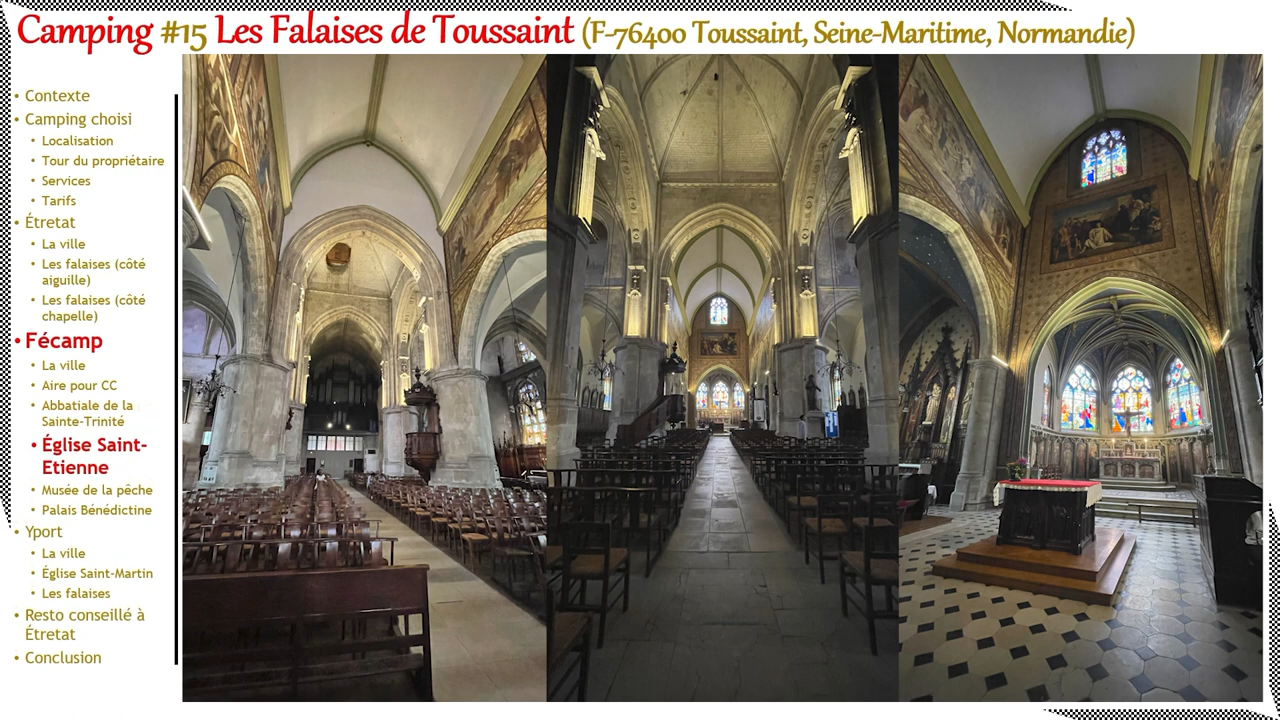 Camping #15 Les Falaises de Toussaint (F-76400 Toussaint, Seine-Maritime, Normandie)
• Contexte
• Camping choisi
• Localisation
• Tour du propriétaire
• Services
• Tarifs
• Étretat
• La ville
• Les falaises (côté
aiguille)
• Les falaises (côté
chapelle)
• Fécamp
• La ville
• Aire pour CC
• Abbatiale de la
Sainte-Trinité
• Église Saint-
Etienne
• Musée de la pêche
• Palais Bénédictine
• Yport
• La ville
• Église Saint-Martin
• Les falaises
• Resto conseillé à
Étretat
• Conclusion